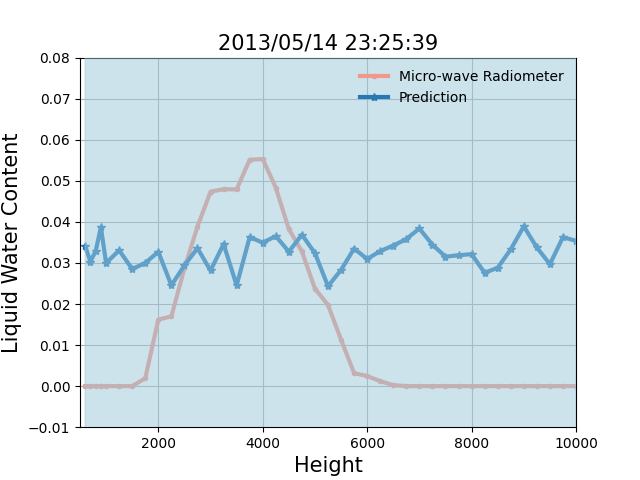 2013/05/14 23:25:39
Micro-wave Radiometer
Prediction
Liquid Water Content
0.08
0.07
0.06
0.05
0.04
0.03
0.02
0.01
0.00
−0.01
2000 4000 6000 8000 10000
Height